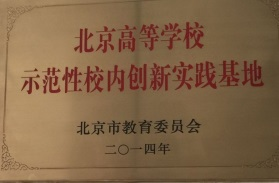 北京高等学校
示范性校内创新实践基地
北京市教育委员会
二〇一四年